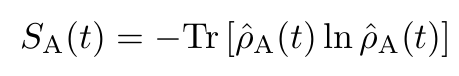 S_A(t) = −Tr [ρ̂_A(t) ln ρ̂_A(t)]